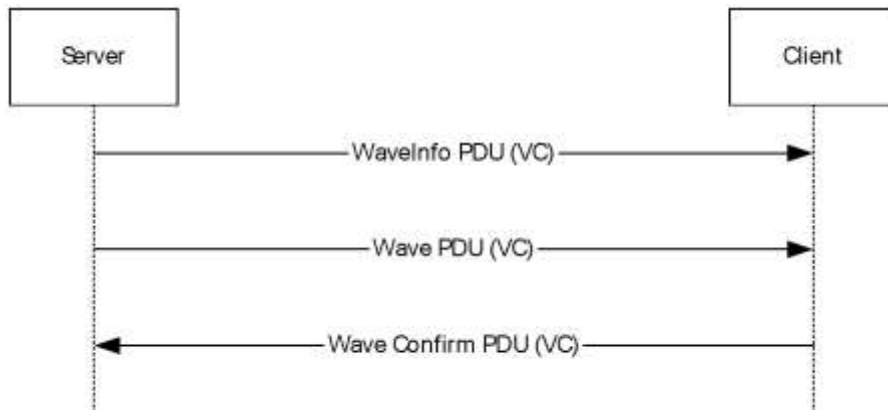 Server
Client
WaveInfo PDU (VC)
Wave PDU (VC)
Wave Confirm PDU (VC)